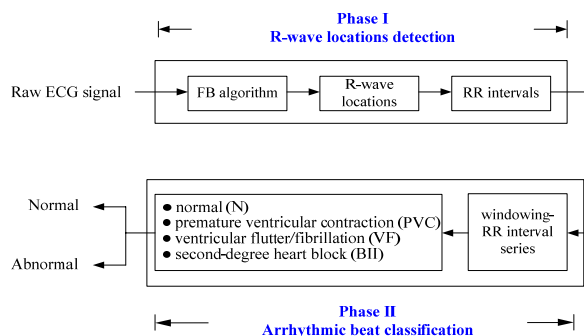 Phase I
R-wave locations detection
Raw ECG signal
FB algorithm
R-wave
locations
RR intervals
Normal
Abnormal
● normal (N)
● premature ventricular contraction (PVC)
● ventricular flutter/fibrillation (VF)
● second-degree heart block (BII)
windowing-
RR interval
series
Phase II
Arrhythmic beat classification